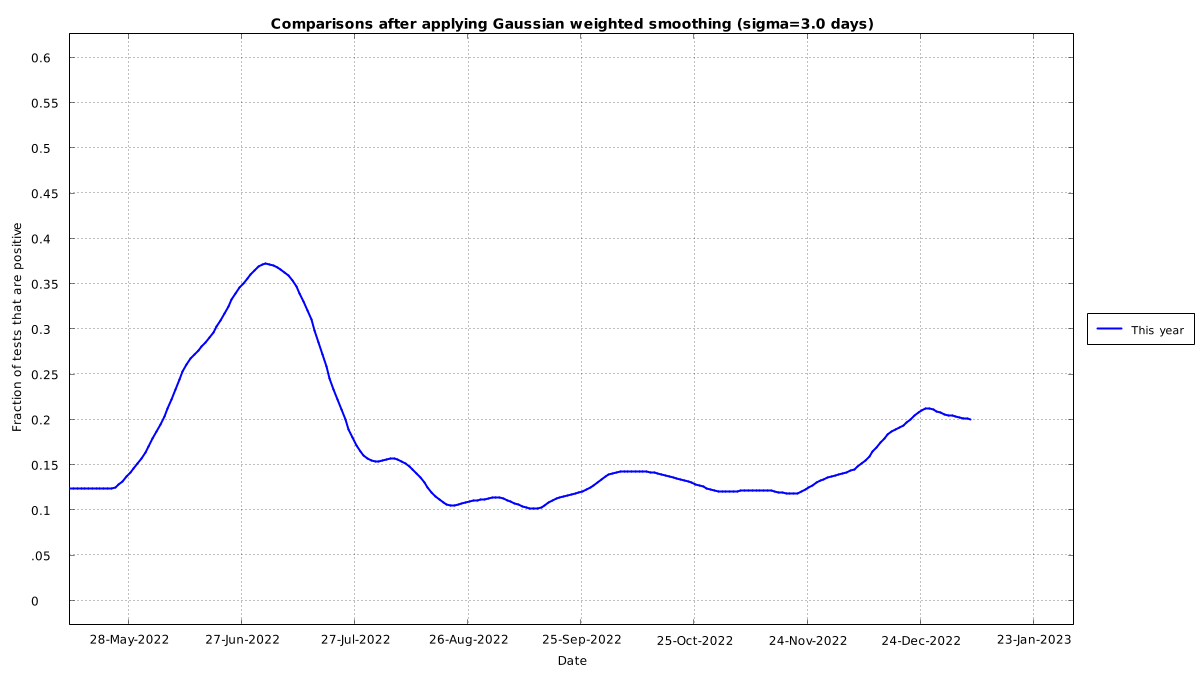 Comparisons after applying Gaussian weighted smoothing (sigma=3.0 days)
0.6
0.55
0.5
0.45
0.4
0.35
0.3
0.25
0.2
0.15
0.1
.05
0
Fraction of tests that are positive
This year
28-May-2022 27-Jun-2022 27-Jul-2022 26-Aug-2022 25-Sep-2022 25-Oct-2022 24-Nov-2022 24-Dec-2022 23-Jan-2023
Date